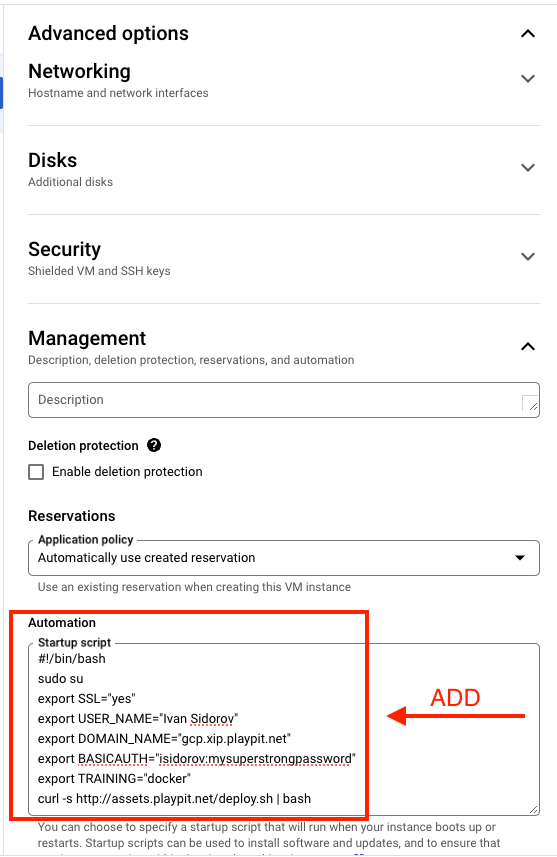 Advanced options
Networking
Hostname and network interfaces
Disks
Additional disks
Security
Shielded VM and SSH keys
Management
Description, deletion protection, reservations, and automation
Description
Deletion protection ?
Enable deletion protection
Reservations
Application policy
Automatically use created reservation
Use an existing reservation when creating this VM instance
Automation
Startup script
#!/bin/bash
sudo su
export SSL="yes"
export USER_NAME="Ivan Sidorov"
export DOMAIN_NAME="gcp.xip.playpit.net"
export BASICAUTH="isidorov:mysuperstrongpassword"
export TRAINING="docker"
curl -s http://assets.playpit.net/deploy.sh | bash
ADD
You can choose to specify a startup script that will run when your instance boots up or
restarts. Startup scripts can be used to install software and updates, and to ensure that